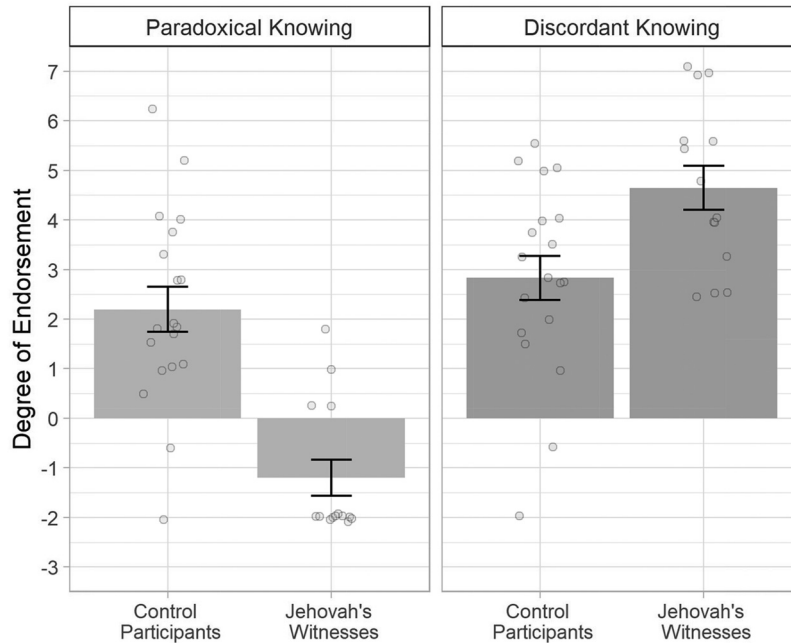 Paradoxical Knowing
Discordant Knowing
Degree of Endorsement
7
6
5
4
3
2
1
0
-1
-2
-3
Control
Participants
Jehovah's
Witnesses
Control
Participants
Jehovah's
Witnesses